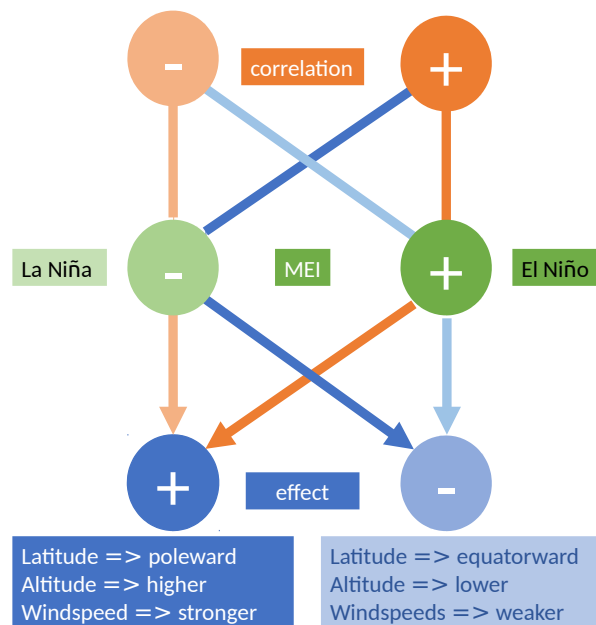 - correlation +
La Niña - MEI + El Niño
+ effect -
Latitude => poleward
Altitude => higher
Windspeed => stronger
Latitude => equatorward
Altitude => lower
Windspeeds => weaker